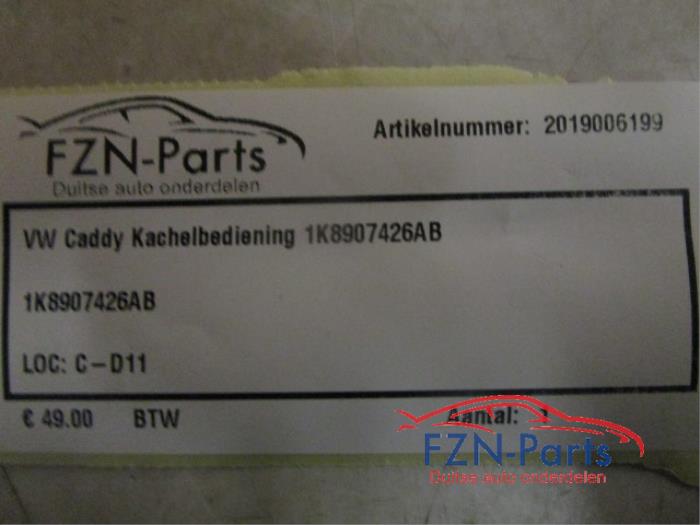 FZN-Parts
Duitse auto onderdelen
Artikelnummer: 2019006199
VW Caddy Kachelbediening 1K8907426AB
1K8907426AB
LOC: C-D11
€ 49.00 BTW Aantal: 1
FZN-Parts
Duitse auto onderdelen